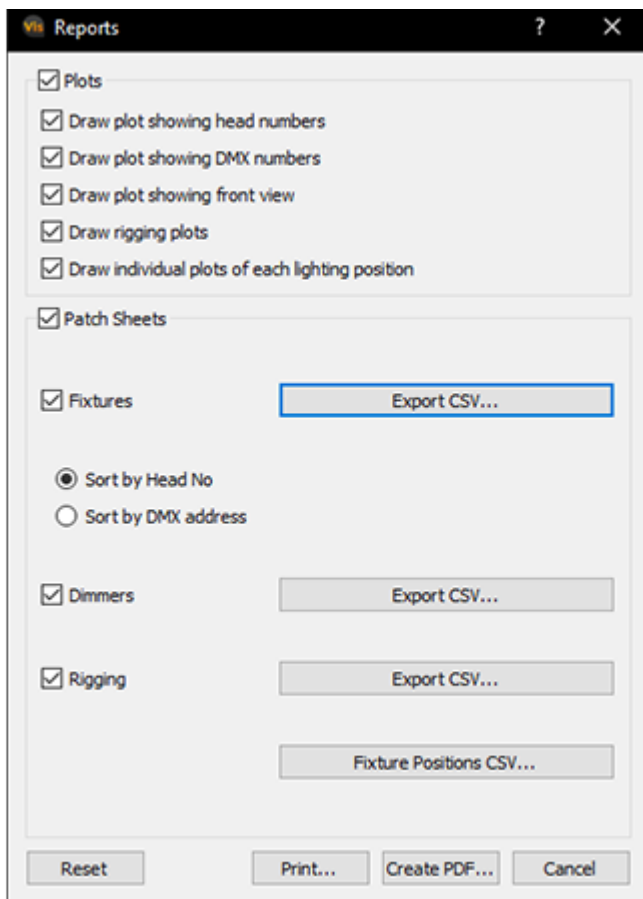 Vis Reports ? ✕
Plots
Draw plot showing head numbers
Draw plot showing DMX numbers
Draw plot showing front view
Draw rigging plots
Draw individual plots of each lighting position
Patch Sheets
Fixtures Export CSV...
Sort by Head No
Sort by DMX address
Dimmers Export CSV...
Rigging Export CSV...
Fixture Positions CSV...
Reset Print... Create PDF... Cancel